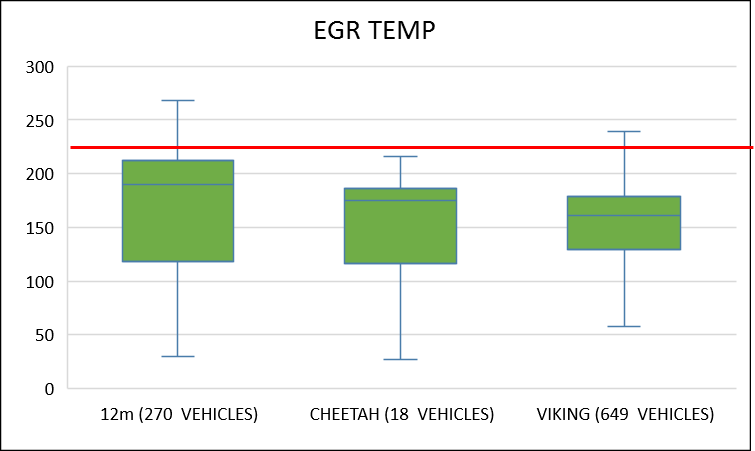 EGR TEMP
300
250
200
150
100
50
0
12m (270  VEHICLES)
CHEETAH (18  VEHICLES)
VIKING (649  VEHICLES)